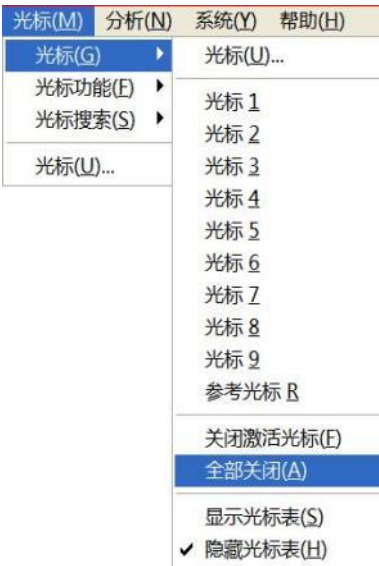 光标(M) 分析(N) 系统(Y) 帮助(H)
光标(G)
光标功能(F)
光标搜索(S)
光标(U)...
光标(U)...
光标 1
光标 2
光标 3
光标 4
光标 5
光标 6
光标 7
光标 8
光标 9
参考光标 R
关闭激活光标(F)
全部关闭(A)
显示光标表(S)
隐藏光标表(H)